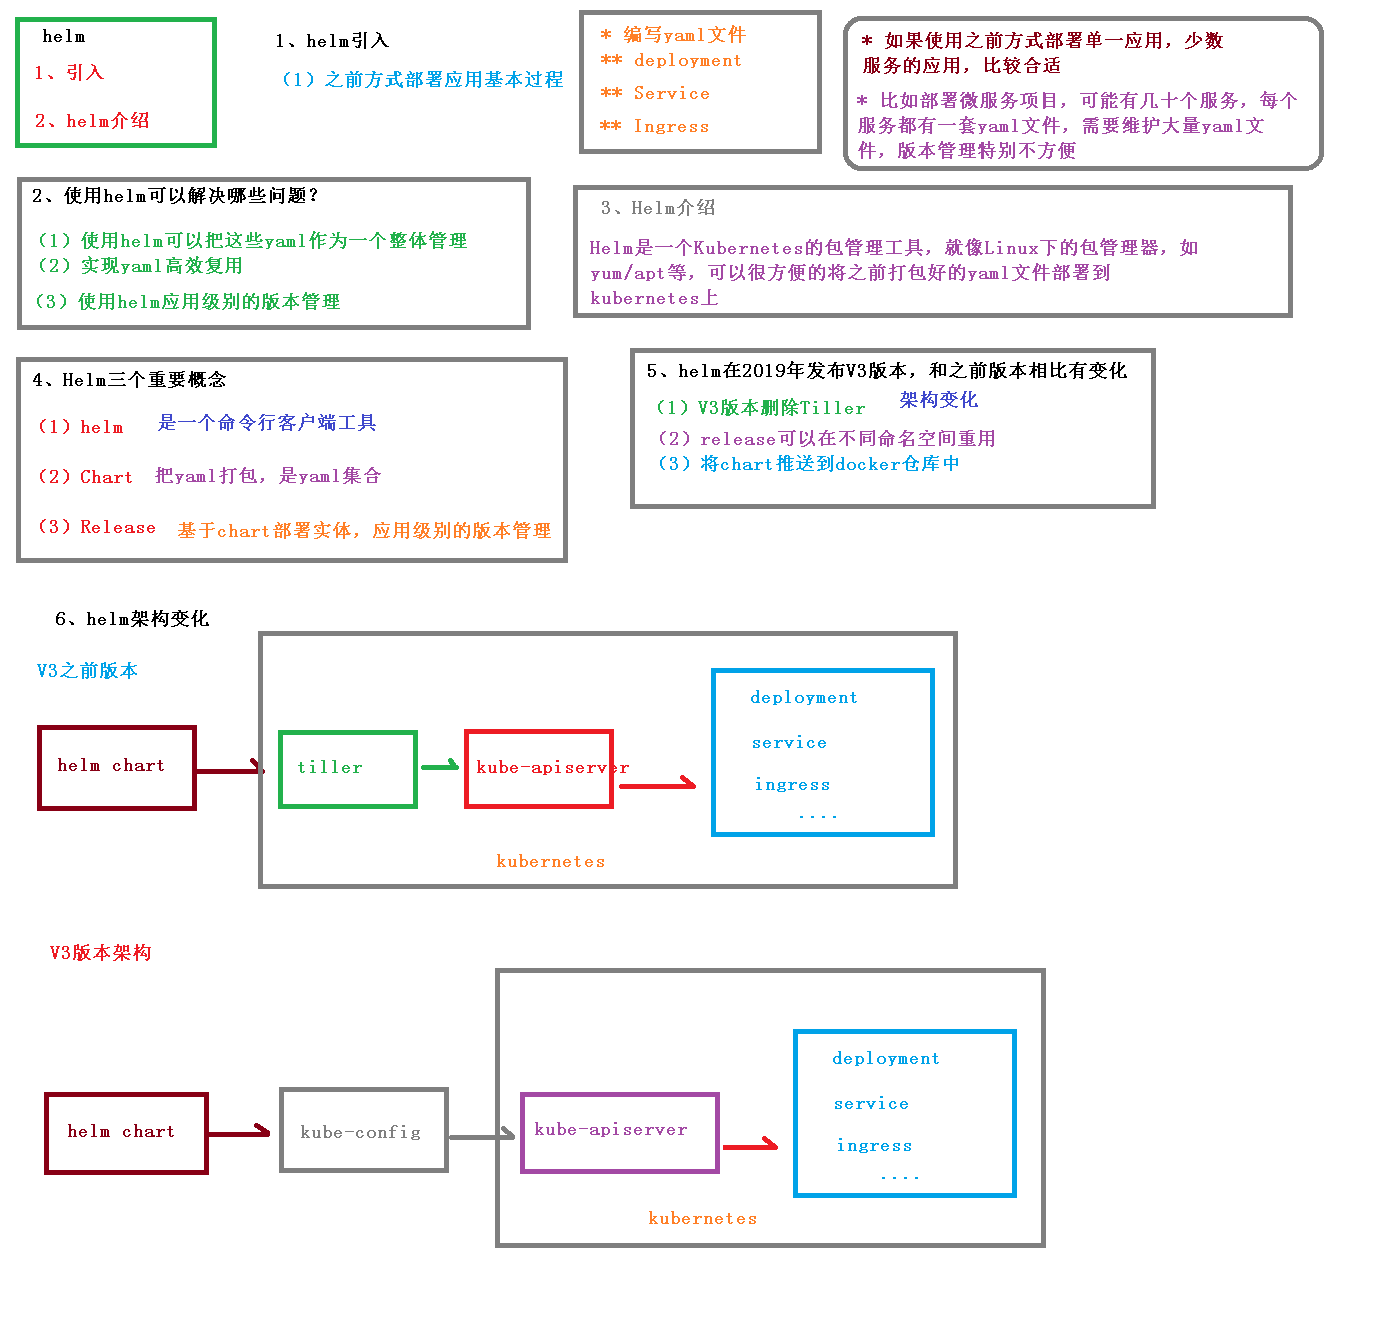 helm
1、引入
2、helm介绍
1、helm引入
（1）之前方式部署应用基本过程
* 编写yaml文件
** deployment
** Service
** Ingress
* 如果使用之前方式部署单一应用，少数
服务的应用，比较合适
* 比如部署微服务项目，可能有几十个服务，每个
服务都有一套yaml文件，需要维护大量yaml文
件，版本管理特别不方便
2、使用helm可以解决哪些问题？
（1）使用helm可以把这些yaml作为一个整体管理
（2）实现yaml高效复用
（3）使用helm应用级别的版本管理
3、Helm介绍
Helm是一个Kubernetes的包管理工具，就像Linux下的包管理器，如
yum/apt等，可以很方便的将之前打包好的yaml文件部署到
kubernetes上
4、Helm三个重要概念
（1）helm 是一个命令行客户端工具
（2）Chart 把yaml打包，是yaml集合
（3）Release 基于chart部署实体，应用级别的版本管理
5、helm在2019年发布V3版本，和之前版本相比有变化
（1）V3版本删除Tiller 架构变化
（2）release可以在不同命名空间重用
（3）将chart推送到docker仓库中
6、helm架构变化
V3之前版本
helm chart
tiller
kube-apiserver
deployment
service
ingress
....
kubernetes
V3版本架构
helm chart
kube-config
kube-apiserver
deployment
service
ingress
....
kubernetes